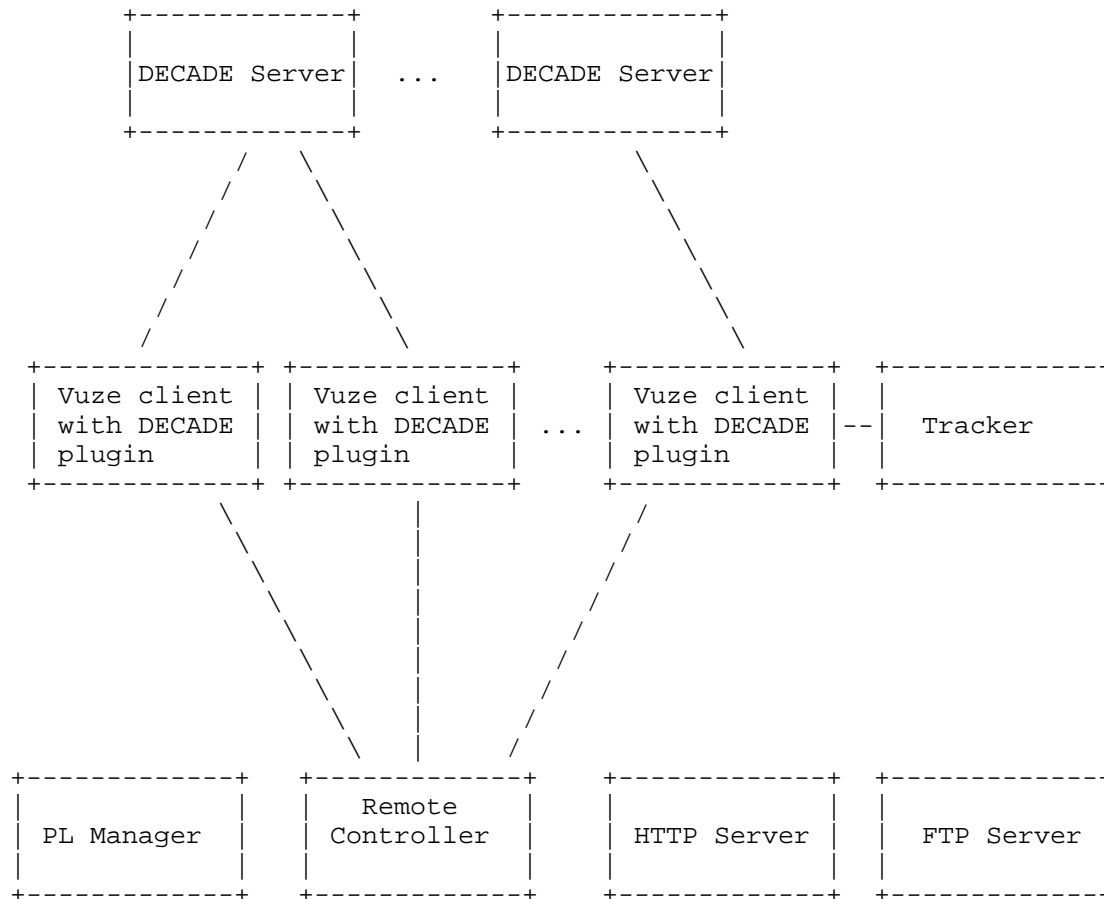 DECADE Server ... DECADE Server
Vuze client Vuze client Vuze client
with DECADE with DECADE ... with DECADE Tracker
plugin plugin plugin
Remote
PL Manager Controller HTTP Server FTP Server